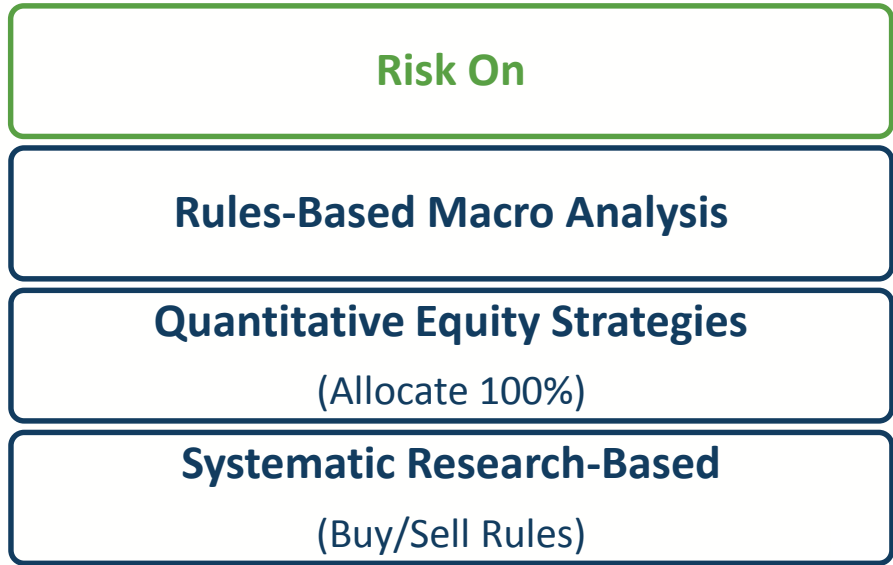 Risk On
Rules-Based Macro Analysis
Quantitative Equity Strategies
(Allocate 100%)
Systematic Research-Based
(Buy/Sell Rules)